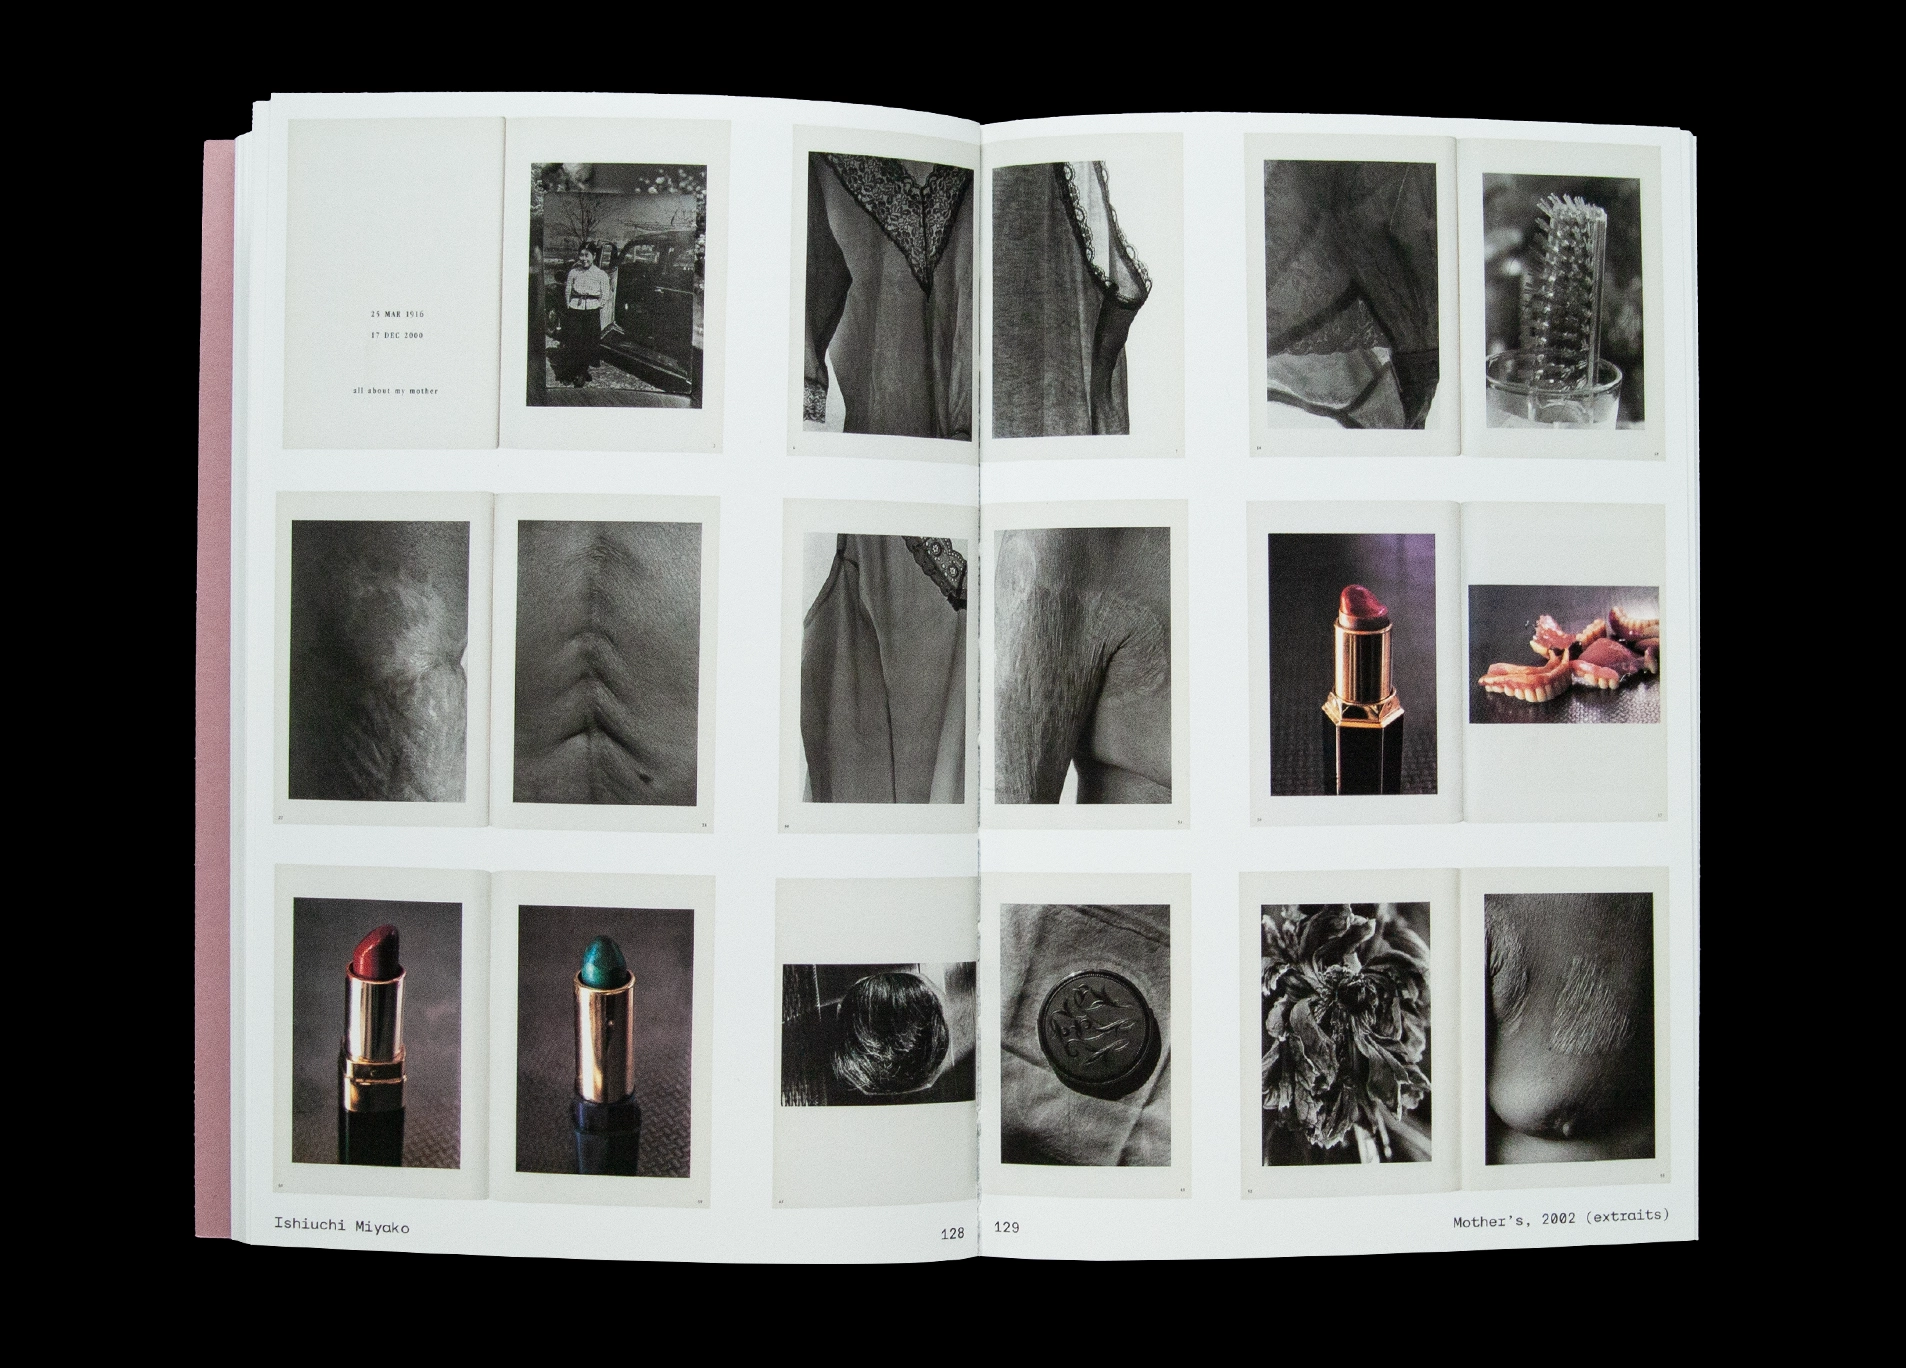 25 MAR 1916
17 DEC 2000
all about my mother
Ishiuchi Miyako
128
129
Mother's, 2002 (extraits)